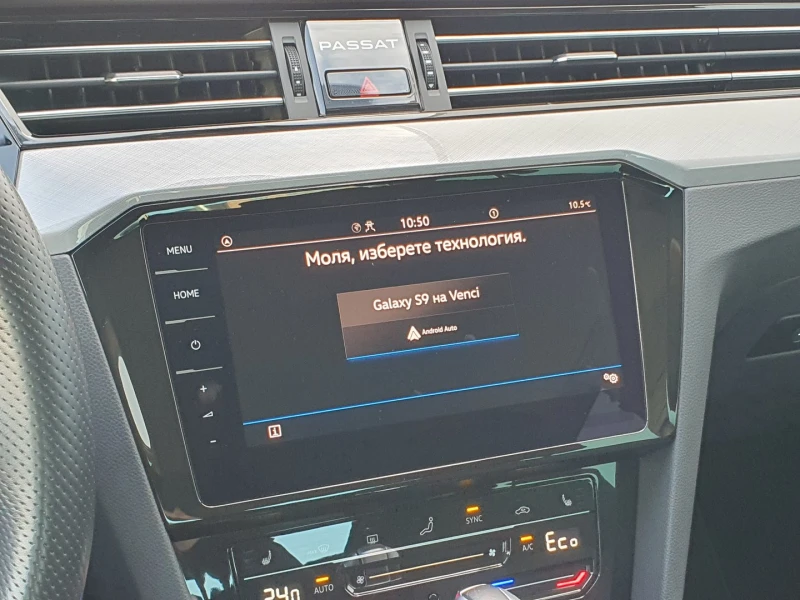 PASSAT
10:50
10.5°C
MENU
Моля, изберете технология.
HOME
Galaxy S9 на Venci
Android Auto
+
-
SYNC
A/C
Eco
AUTO